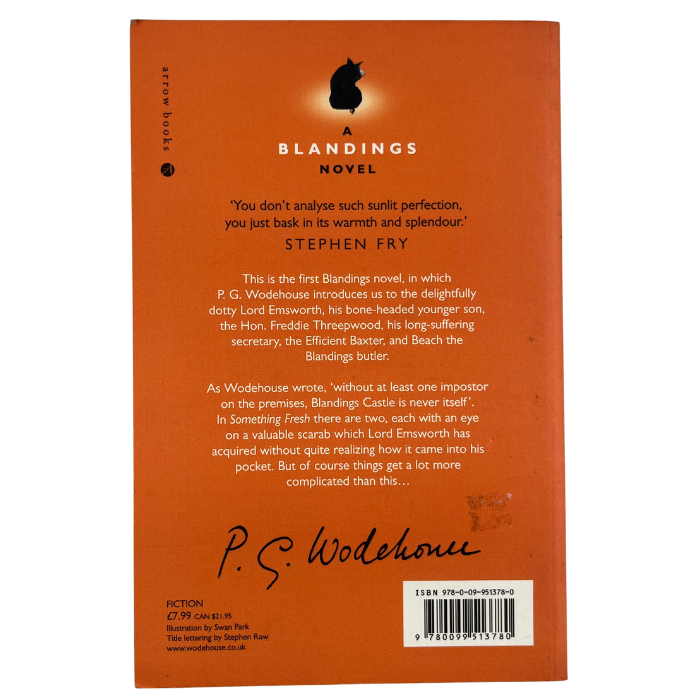 arrow books
A
BLANDINGS
NOVEL
‘You don’t analyse such sunlit perfection,
you just bask in its warmth and splendour.’
STEPHEN FRY
This is the first Blandings novel, in which
P. G. Wodehouse introduces us to the delightfully
dotty Lord Emsworth, his bone-headed younger son,
the Hon. Freddie Threepwood, his long-suffering
secretary, the Efficient Baxter, and Beach the
Blandings butler.
As Wodehouse wrote, ‘without at least one impostor
on the premises, Blandings Castle is never itself’.
In Something Fresh there are two, each with an eye
on a valuable scarab which Lord Emsworth has
acquired without quite realizing how it came into his
pocket. But of course things get a lot more
complicated than this…
P. G. Wodehouse
FICTION
£7.99 CAN $21.95
Illustration by Swan Park
Title lettering by Stephen Raw
www.wodehouse.co.uk
ISBN 978-0-09-951378-0
9 780099 513780